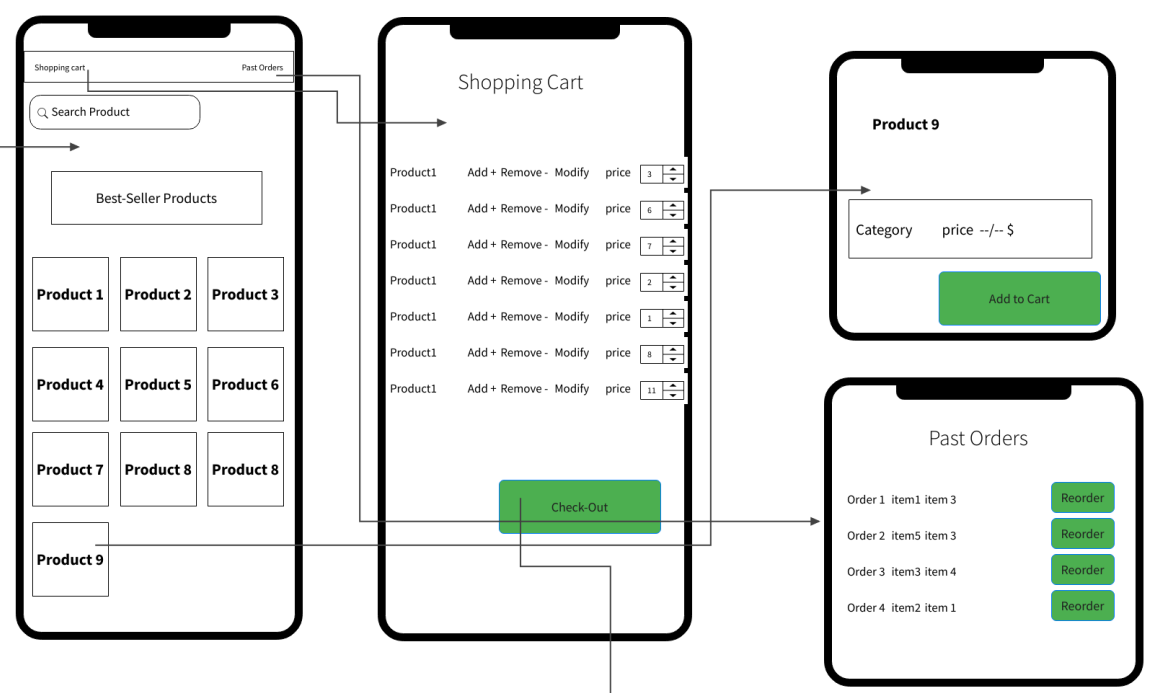 Shopping cart Past Orders
Search Product
Best-Seller Products
Product 1 Product 2 Product 3
Product 4 Product 5 Product 6
Product 7 Product 8 Product 8
Product 9
Shopping Cart
Product1 Add + Remove - Modify price 3
Product1 Add + Remove - Modify price 6
Product1 Add + Remove - Modify price 7
Product1 Add + Remove - Modify price 2
Product1 Add + Remove - Modify price 1
Product1 Add + Remove - Modify price 8
Product1 Add + Remove - Modify price 11
Check-Out
Product 9
Category price --/-- $
Add to Cart
Past Orders
Order 1 item1 item 3 Reorder
Order 2 item5 item 3 Reorder
Order 3 item3 item 4 Reorder
Order 4 item2 item 1 Reorder